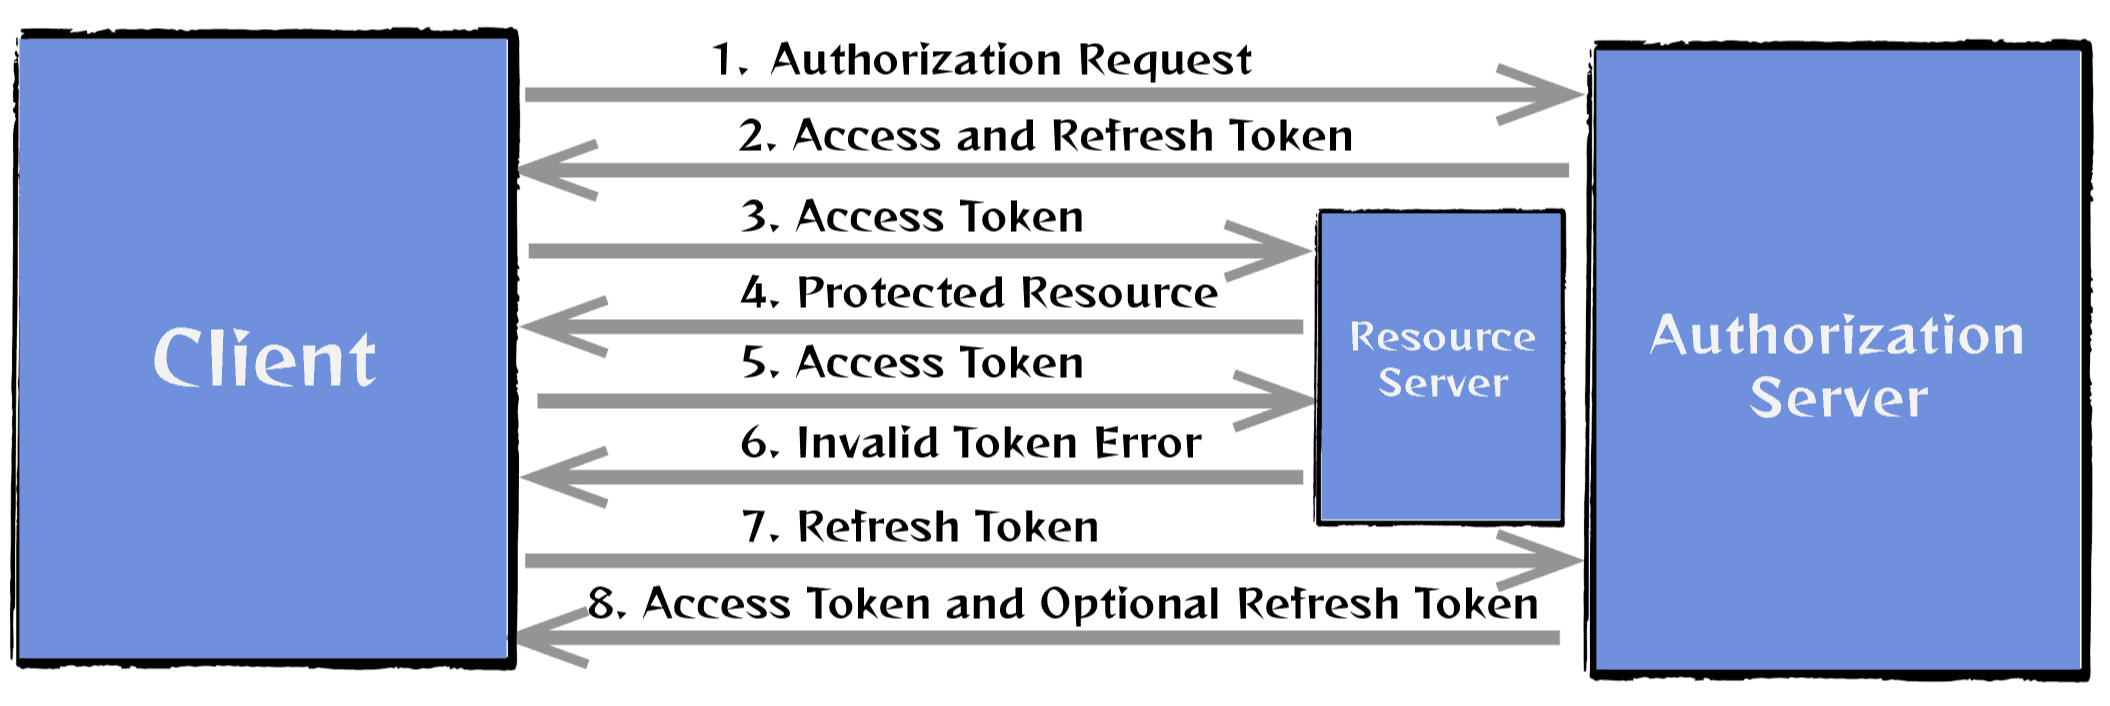 1. Authorization Request
2. Access and Refresh Token
3. Access Token
4. Protected Resource
5. Access Token
6. Invalid Token Error
7. Refresh Token
8. Access Token and Optional Refresh Token
Client
Resource
Server
Authorization
Server